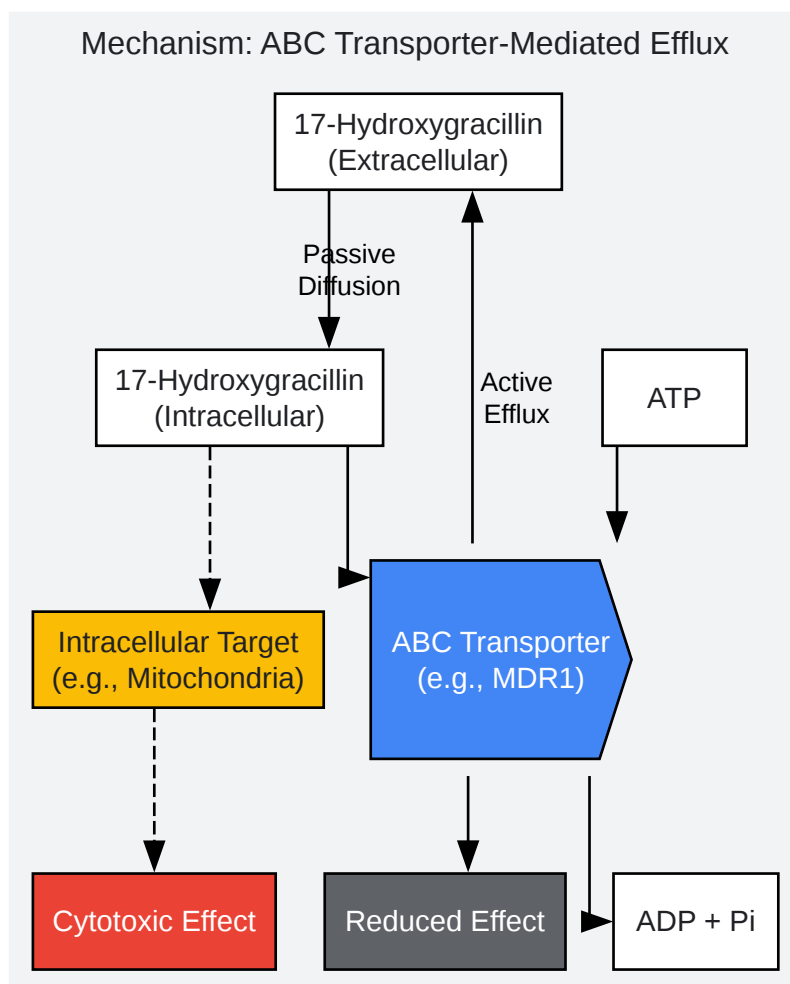 Mechanism: ABC Transporter-Mediated Efflux
17-Hydroxygracillin
(Extracellular)
Passive
Diffusion
17-Hydroxygracillin
(Intracellular)
Active
Efflux
ATP
Intracellular Target
(e.g., Mitochondria)
ABC Transporter
(e.g., MDR1)
Cytotoxic Effect
Reduced Effect
ADP + Pi